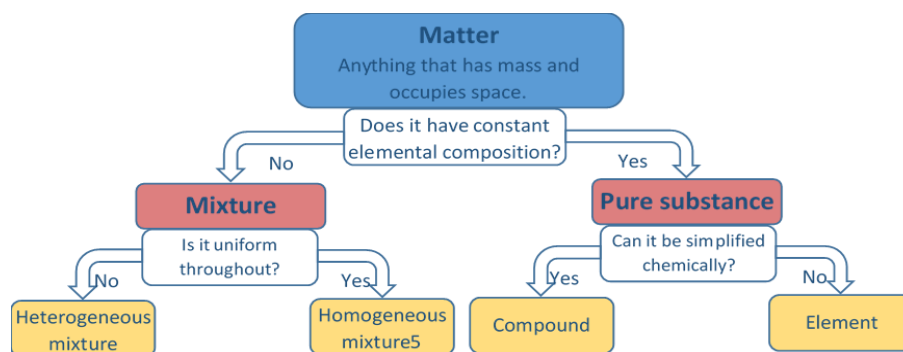 Matter
Anything that has mass and
occupies space.
Does it have constant
elemental composition?
No
Yes
Mixture
Pure substance
Is it uniform
throughout?
Can it be simplified
chemically?
No
Yes
Yes
No
Heterogeneous
mixture
Homogeneous
mixture5
Compound
Element